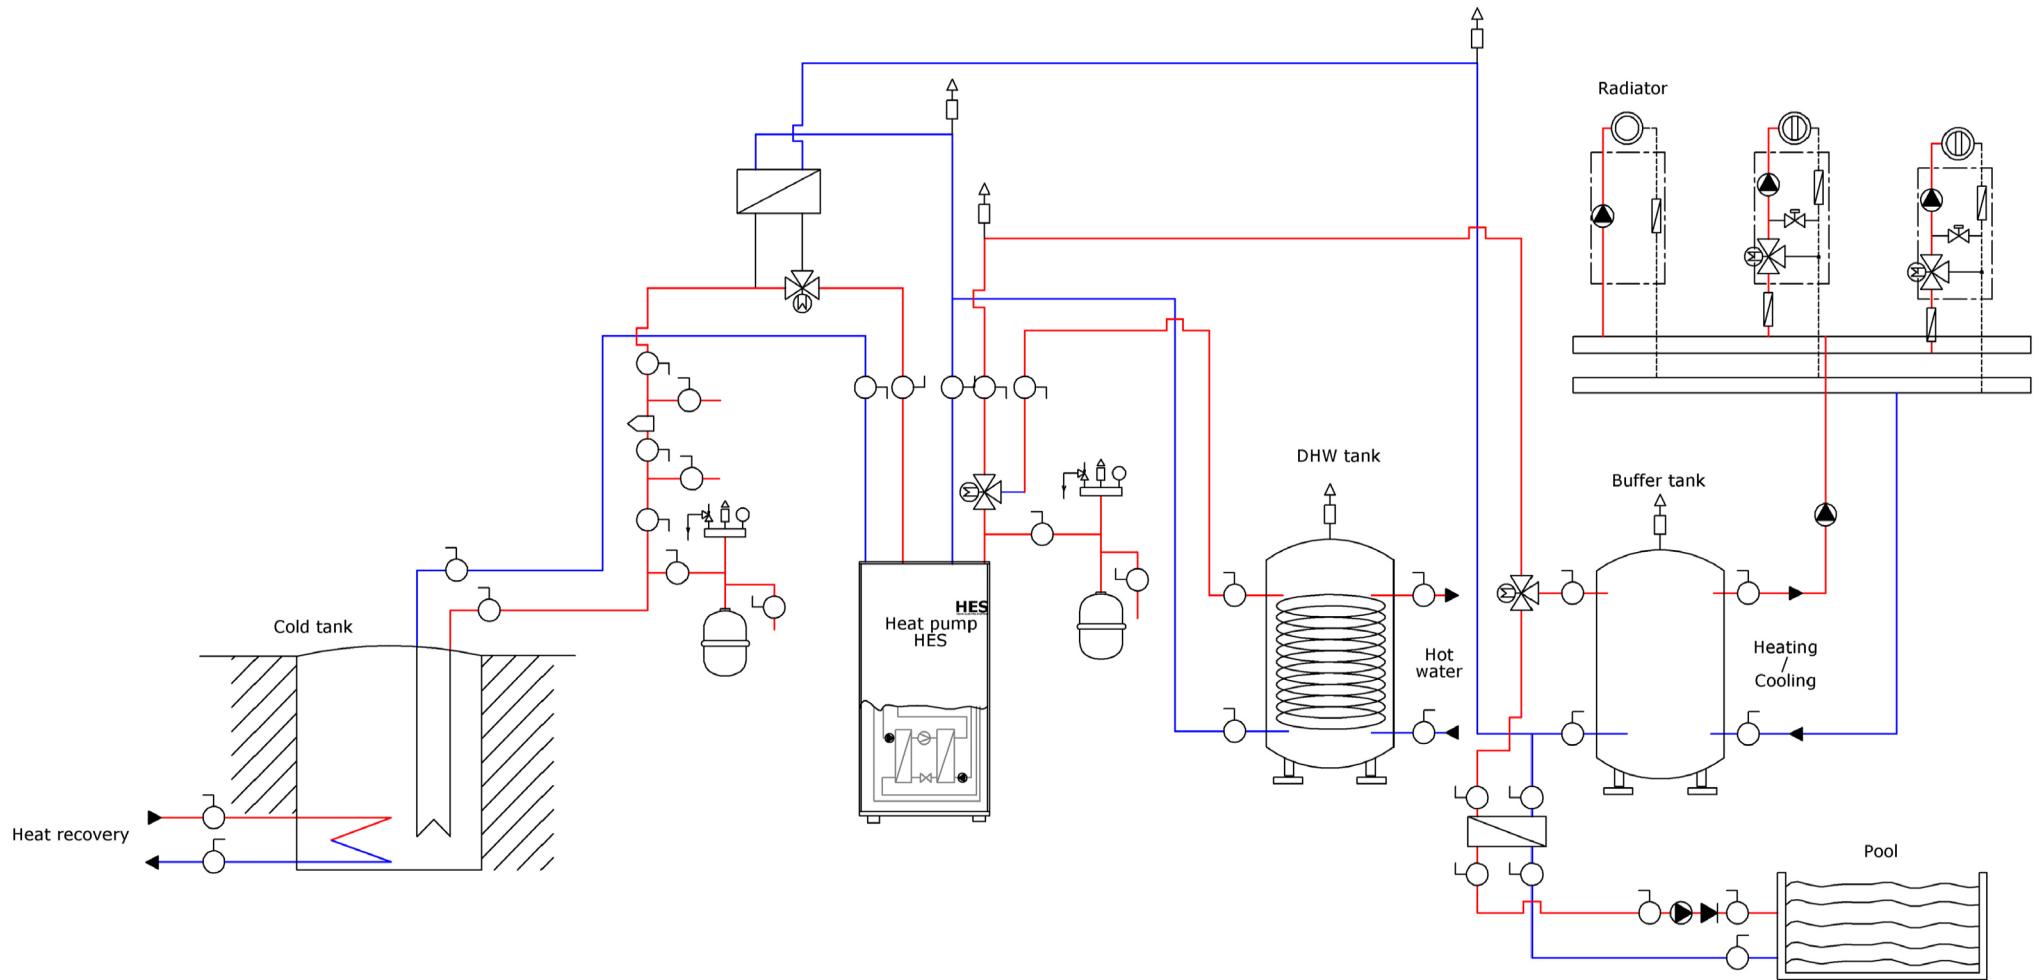 Radiator
DHW tank
Buffer tank
HES
Heat pump
HES
Cold tank
Hot
water
Heating
/
Cooling
Heat recovery
Pool